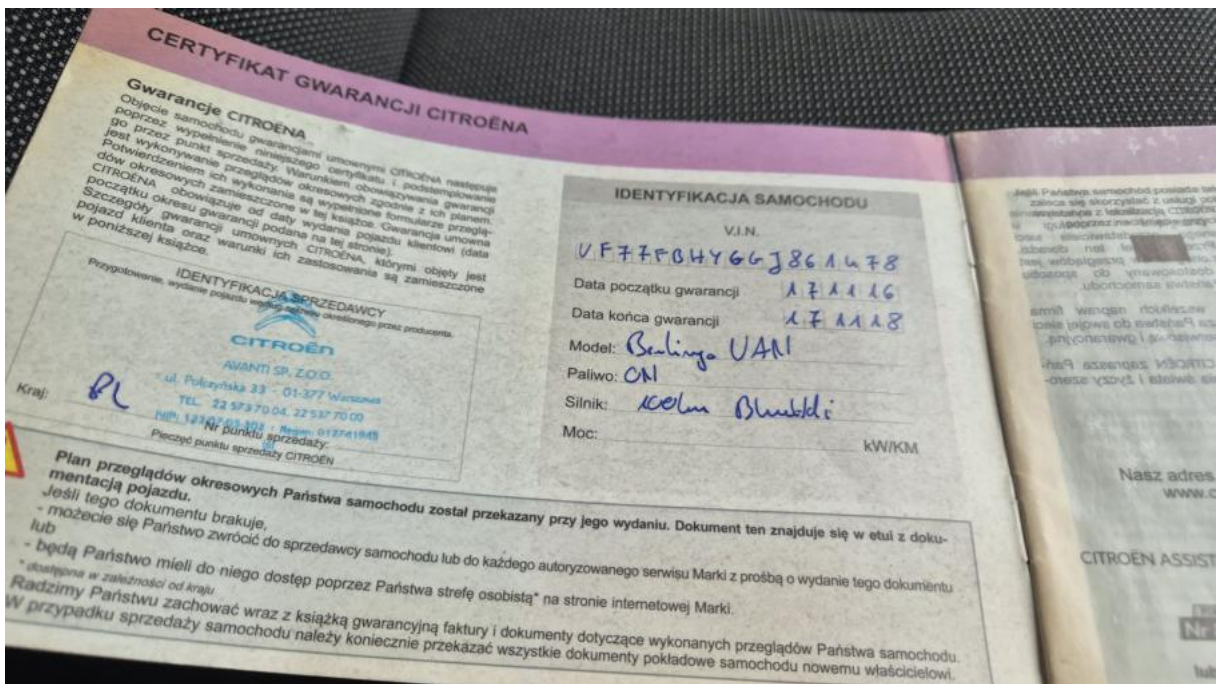 CERTYFIKAT GWARANCJI CITROËNA
Gwarancje CITROËNA
Objęcie samochodu gwarancjami umownymi CITROËNA następuje
poprzez wypełnienie niniejszego certyfikatu i podstemplowanie
go przez punkt sprzedaży. Warunkiem obowiązywania gwarancji
jest wykonywanie przeglądów okresowych zgodnie z ich planem.
Potwierdzeniem ich wykonania są wypełnione formularze przeglą-
dów okresowych zamieszczone w tej książce. Gwarancja umowna
CITROËNA obowiązuje od daty wydania pojazdu klientowi (data
początku okresu gwarancji podana na tej stronie).
Szczegóły gwarancji umownych CITROËNA, którymi objęty jest
pojazd klienta oraz warunki ich zastosowania są zamieszczone
w poniższej książce.
IDENTYFIKACJA SPRZEDAWCY
Przygotowanie, wydanie pojazdu według określonego przez producenta.
CITROËN
AVANTI SP. Z O.O.
ul. Połczyńska 33 - 01-377 Warszawa
TEL. 22 573 70 04, 22 537 70 00
Kraj: PL
Nr punktu sprzedaży:
Pieczęć punktu sprzedaży CITROËN
IDENTYFIKACJA SAMOCHODU
V.I.N.
VF77FBHY6GJ861478
Data początku gwarancji 171116
Data końca gwarancji 171118
Model: Berlingo VAN
Paliwo: ON
Silnik:
Moc: kW/KM
Plan przeglądów okresowych Państwa samochodu został przekazany przy jego wydaniu. Dokument ten znajduje się w etui z doku-
mentacją pojazdu.
Jeśli tego dokumentu brakuje,
- możecie się Państwo zwrócić do sprzedawcy samochodu lub do każdego autoryzowanego serwisu Marki z prośbą o wydanie tego dokumentu
lub
- będą Państwo mieli do niego dostęp poprzez Państwa strefę osobistą* na stronie internetowej Marki.
* dostępna w zależności od kraju
Radzimy Państwu zachować wraz z książką gwarancyjną faktury i dokumenty dotyczące wykonanych przeglądów Państwa samochodu.
W przypadku sprzedaży samochodu należy koniecznie przekazać wszystkie dokumenty pokładowe samochodu nowemu właścicielowi.
Nasz adres
www.c
CITROËN ASSIST
Nr
lub